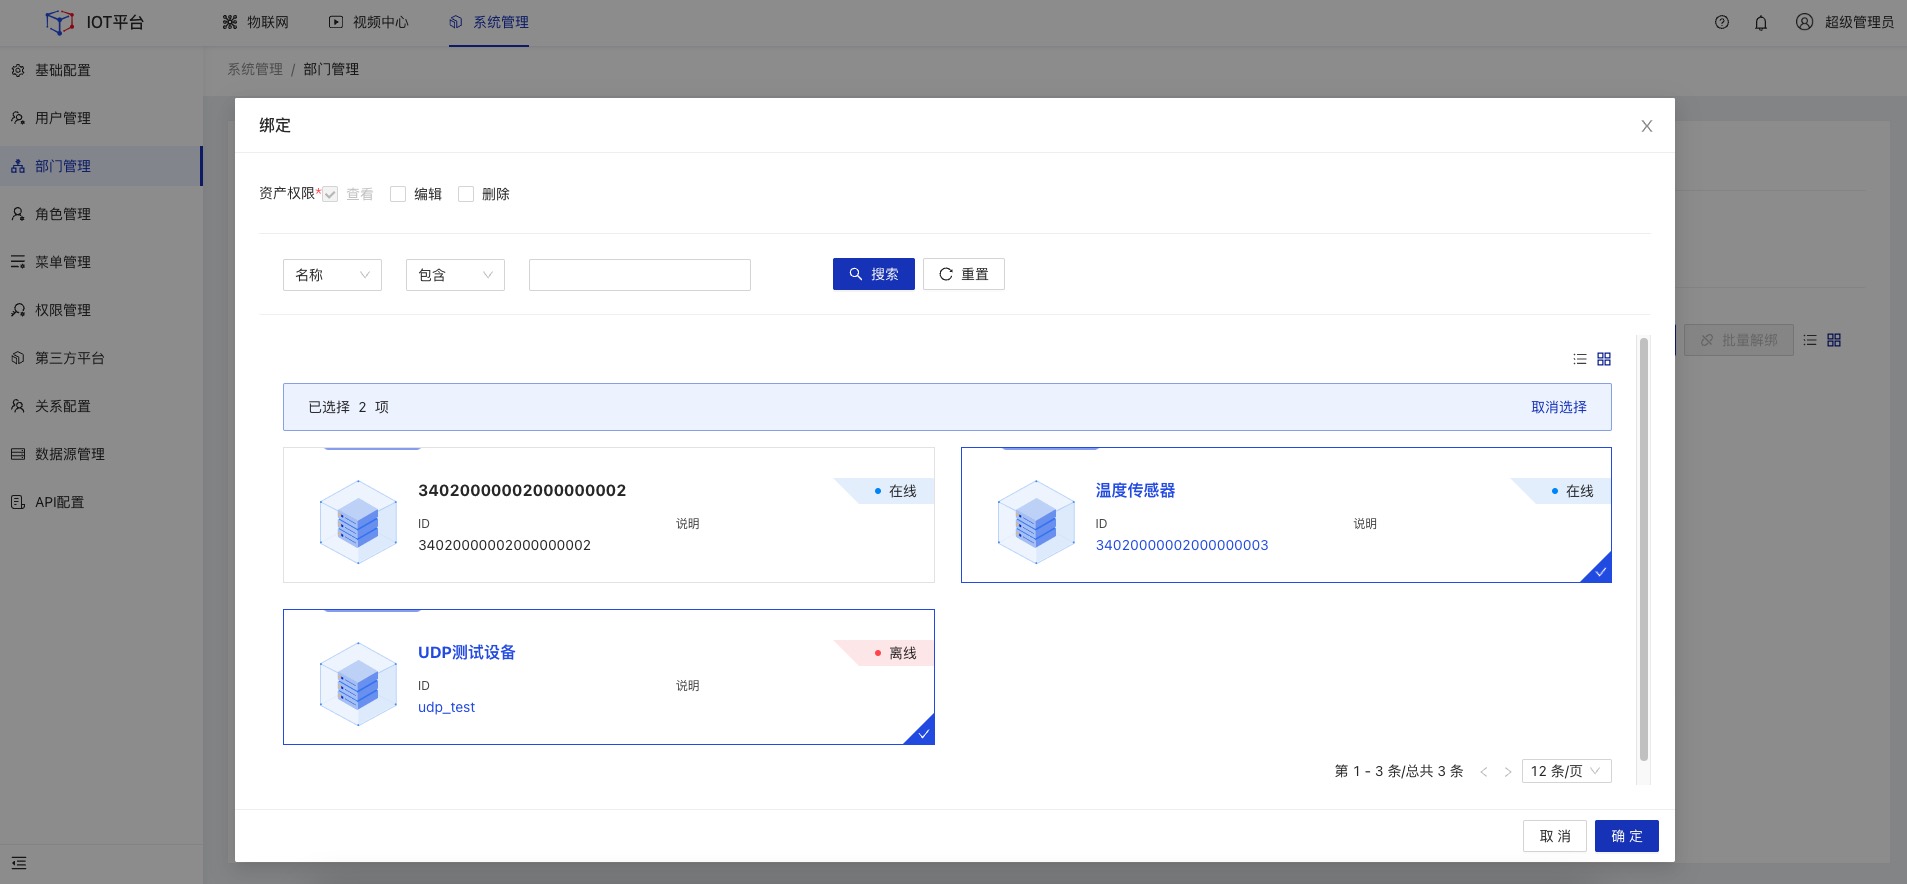 IOT平台
物联网
视频中心
系统管理
超级管理员
基础配置
用户管理
部门管理
角色管理
菜单管理
权限管理
第三方平台
关系配置
数据源管理
API配置
系统管理 / 部门管理
批量解绑
绑定
资产权限* 查看 编辑 删除
名称 包含 搜索 重置
已选择 2 项 取消选择
34020000002000000002
在线
ID
说明
34020000002000000002
温度传感器
在线
ID
说明
34020000002000000003
UDP测试设备
离线
ID
说明
udp_test
第 1 - 3 条/总共 3 条 < > 12 条/页
取 消 确 定